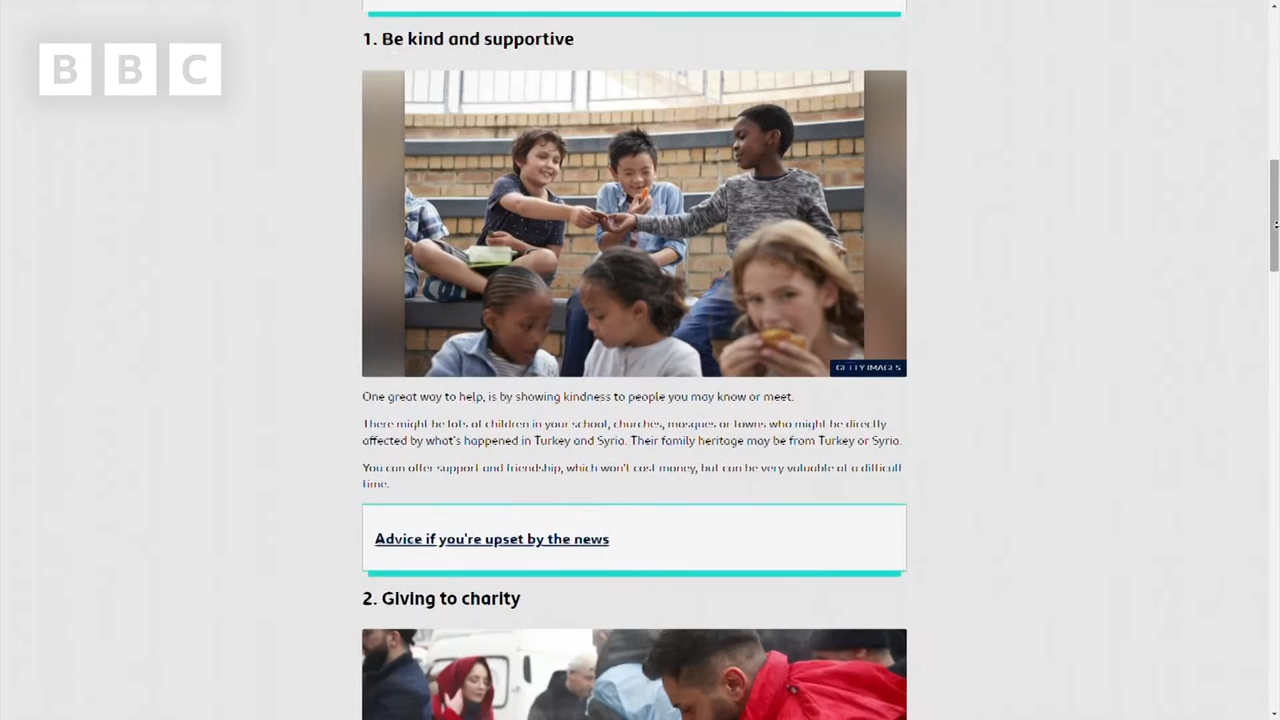 BBC
1. Be kind and supportive
GETTY IMAGES
One great way to help, is by showing kindness to people you may know or meet.
There might be lots of children in your school, churches, mosques or towns who might be directly
affected by what's happened in Turkey and Syria. Their family heritage may be from Turkey or Syria.
You can offer support and friendship, which won't cost money, but can be very valuable at a difficult
time.
Advice if you're upset by the news
2. Giving to charity